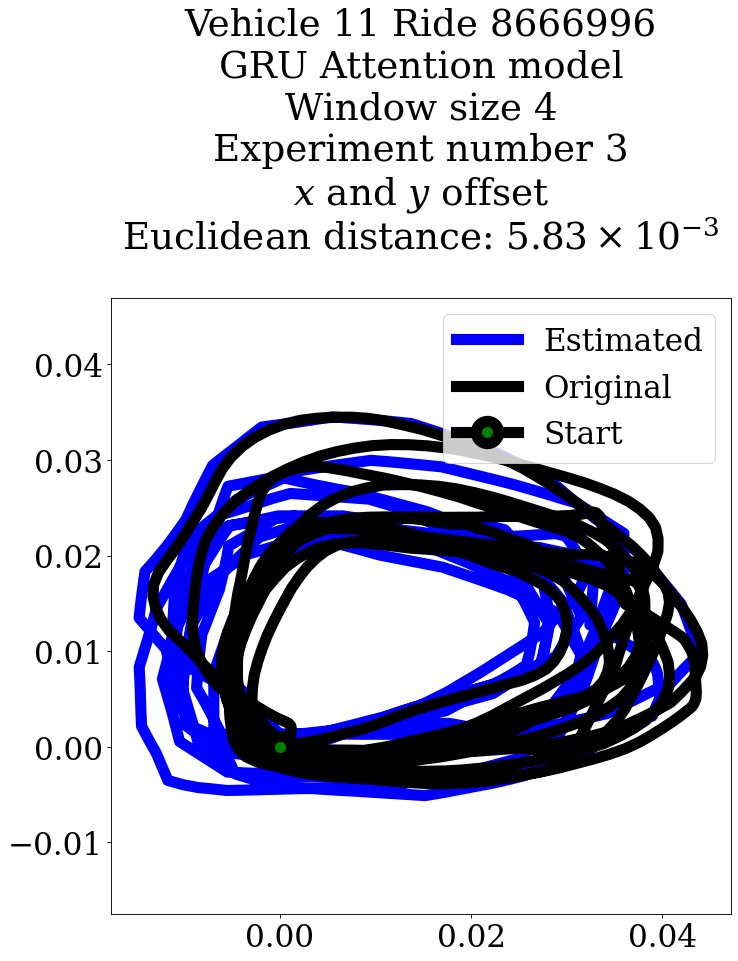 Vehicle 11 Ride 8666996
GRU Attention model
Window size 4
Experiment number 3
x and y offset
Euclidean distance: 5.83 × 10⁻³
Estimated
Original
Start
0.04
0.03
0.02
0.01
0.00
−0.01
0.00 0.02 0.04